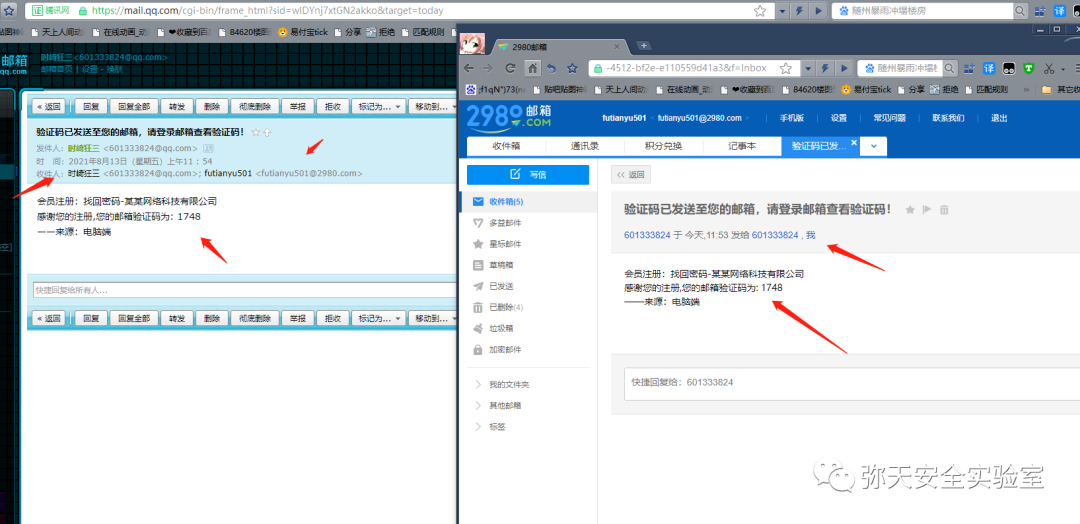 证 腾讯网 https://mail.qq.com/cgi-bin/frame_html?sid=wlDYnj7xtGN2akko&target=today
随州暴雨冲塌楼房
译
贴图神 天上人间动 在线动画_动 ❤收藏到百 84620楼图 易付宝tick 分享 拒绝 匹配规则
邮箱
qq.com
时崎狂三<601333824@qq.com>
邮箱首页 | 设置 - 换肤
« 返回 回复 回复全部 转发 删除 彻底删除 举报 拒收 标记为... 移动到...
验证码已发送至您的邮箱，请登录邮箱查看验证码！
发件人：时崎狂三 <601333824@qq.com>
时 间：2021年8月13日（星期五）上午11：54
收件人：时崎狂三 <601333824@qq.com>; futianyu501 <futianyu501@2980.com>
会员注册：找回密码-某某网络科技有限公司
感谢您的注册,您的邮箱验证码为：1748
——来源：电脑端
空]
快捷回复给所有人...
« 返回 回复 回复全部 转发 删除 彻底删除 举报 拒收 标记为... 移动到...
2980邮箱
-4512-bf2e-e110559d41a3&f=Inbox
随州暴雨冲塌楼
译
;f1qN")73(n 贴吧贴图神 天上人间动 在线动画_动 ❤收藏到百 84620楼图 易付宝tick 分享 拒绝 匹配规则 » 其它收
2980 邮箱
.COM
futianyu501 futianyu501@2980.com 手机版 设置 常见问题 联系我们 退出
收件箱 通讯录 积分兑换 记事本 验证码已发...
写信
<< 返回
收件箱(5)
多益邮件
星标邮件
草稿箱
已发送
已删除(4)
垃圾箱
加密邮件
我的文件夹
其他邮箱
标签
验证码已发送至您的邮箱，请登录邮箱查看验证码！
601333824 于 今天,11:53 发给 601333824 , 我
会员注册：找回密码-某某网络科技有限公司
感谢您的注册,您的邮箱验证码为: 1748
——来源：电脑端
快捷回复给：601333824
弥天安全实验室